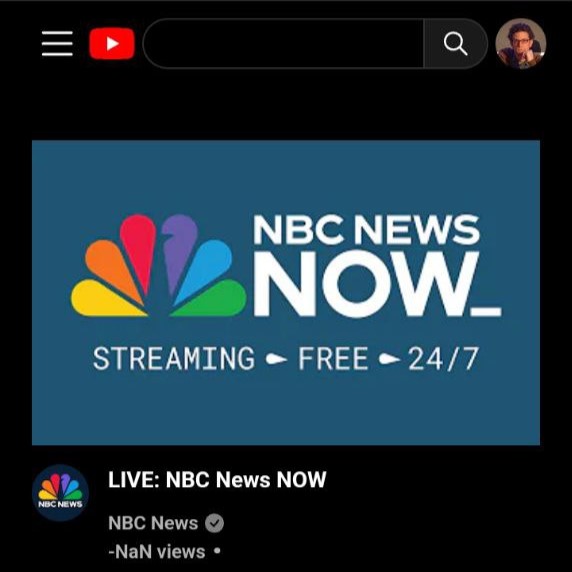 NBC NEWS
NOW_
STREAMING FREE 24/7
NBC NEWS
LIVE: NBC News NOW
NBC News
-NaN views •